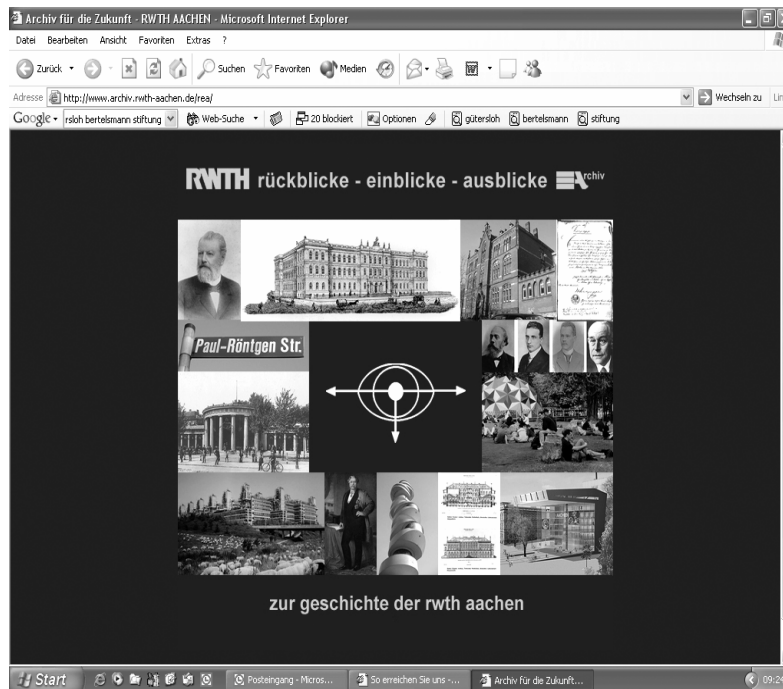 Archiv für die Zukunft - RWTH AACHEN - Microsoft Internet Explorer
Datei Bearbeiten Ansicht Favoriten Extras ?
Zurück Suchen Favoriten Medien
Adresse http://www.archiv.rwth-aachen.de/rea/ Wechseln zu
Google rsloh bertelsmann stiftung Web-Suche 20 blockiert Optionen gütersloh bertelsmann stiftung
RWTH rückblicke - einblicke - ausblicke Archiv
Paul-Röntgen Str.
zur geschichte der rwth aachen
Start Posteingang - Micros... So erreichen Sie uns -... Archiv für die Zukunft...